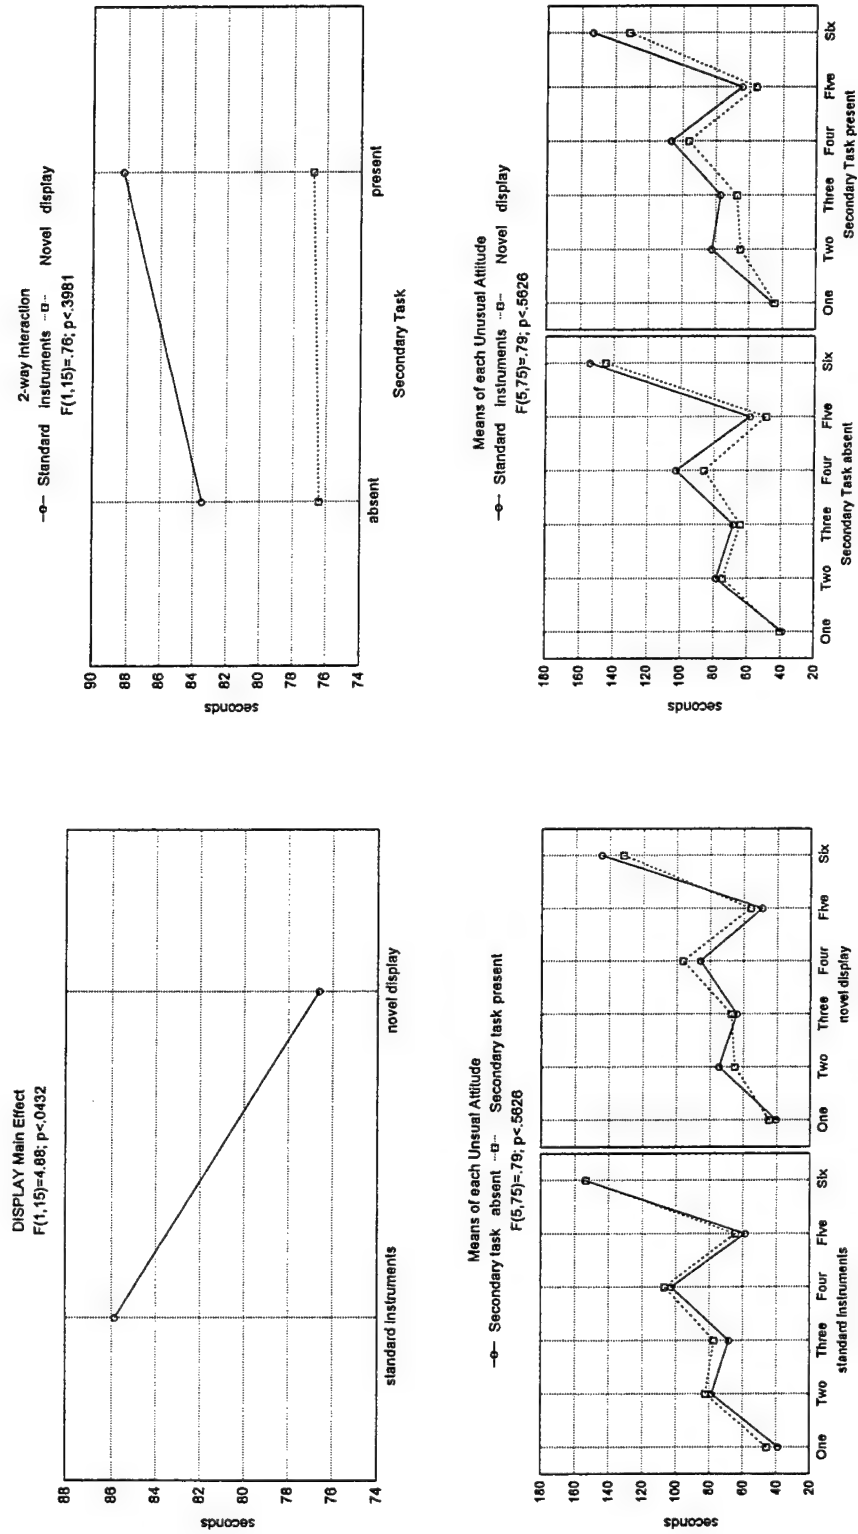 DISPLAY Main Effect
F(1,15)=4.88; p<,0432
88
86
84
82
80
78
76
74
seconds
standard instruments
novel display
2-way interaction
Standard instruments
Novel display
F(1,15)=.76; p<.3981
90
88
86
84
82
80
78
76
74
seconds
absent
present
Secondary Task
Means of each Unsual Attitude
Secondary task absent
Secondary task present
F(5,75)=.79; p<.5626
180
160
140
120
100
80
60
40
20
seconds
One Two Three Four Five Six
standard instruments
One Two Three Four Five Six
novel display
Means of each Unusual Attitude
Standard instruments
Novel display
F(5,75)=.79; p<.5626
180
160
140
120
100
80
60
40
20
seconds
One Two Three Four Five Six
Secondary Task absent
One Two Three Four Five Six
Secondary Task present